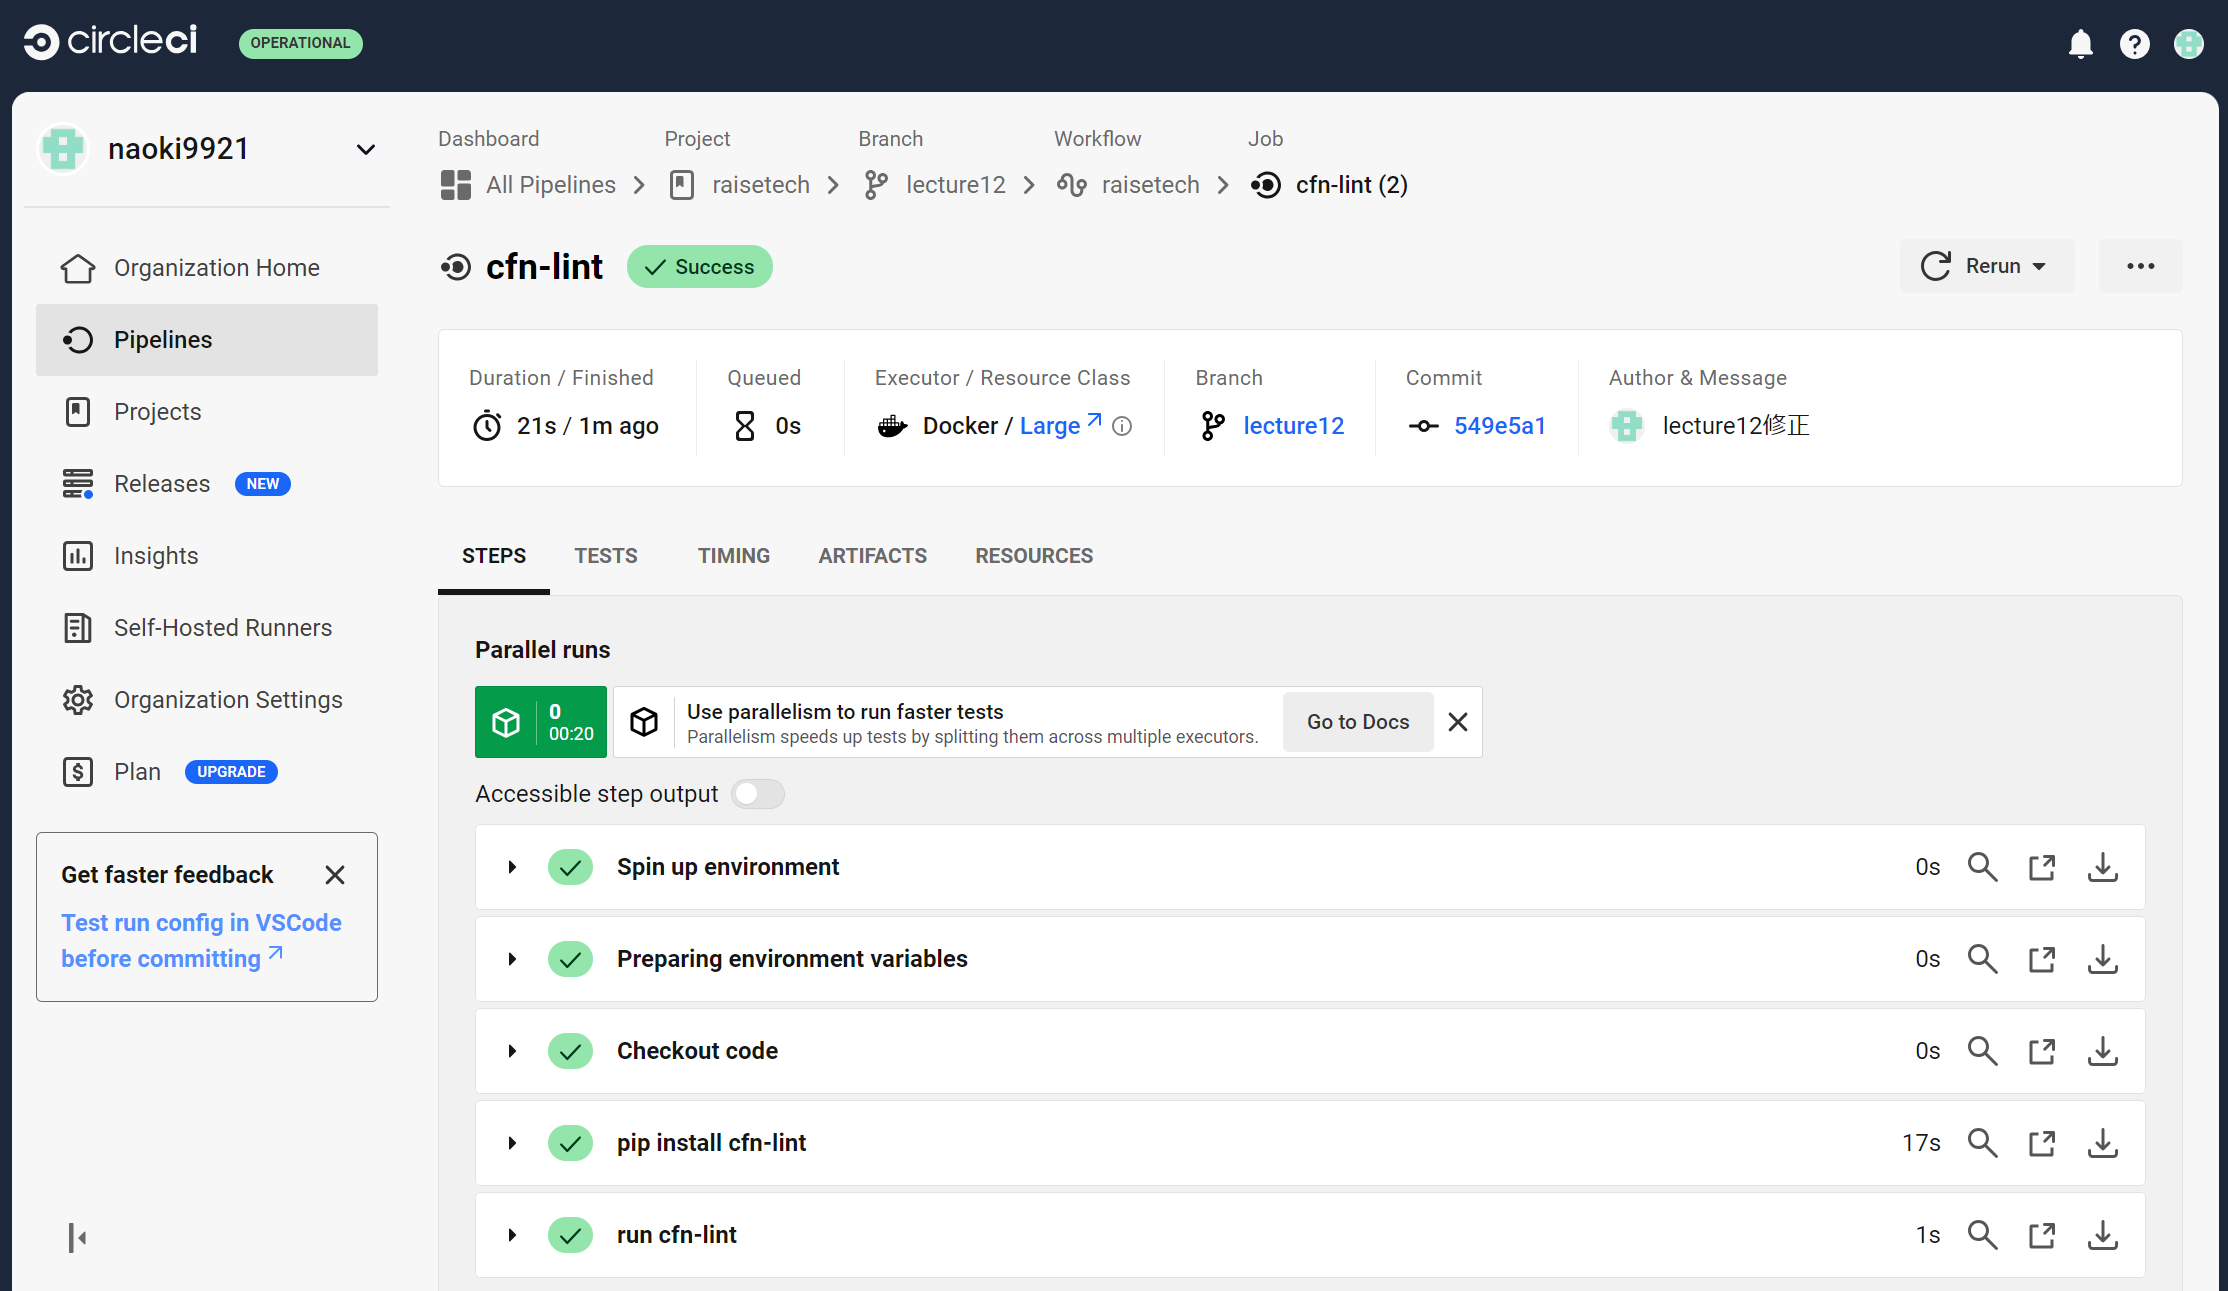 circleci
OPERATIONAL
naoki9921
Organization Home
Pipelines
Projects
Releases NEW
Insights
Self-Hosted Runners
Organization Settings
Plan UPGRADE
Get faster feedback
Test run config in VSCode
before committing
Dashboard Project Branch Workflow Job
All Pipelines raisetech lecture12 raisetech cfn-lint (2)
cfn-lint Success
Rerun
Duration / Finished Queued Executor / Resource Class Branch Commit Author & Message
21s / 1m ago 0s Docker / Large lecture12 549e5a1 lecture12修正
STEPS TESTS TIMING ARTIFACTS RESOURCES
Parallel runs
0
00:20
Use parallelism to run faster tests
Parallelism speeds up tests by splitting them across multiple executors.
Go to Docs
Accessible step output
Spin up environment 0s
Preparing environment variables 0s
Checkout code 0s
pip install cfn-lint 17s
run cfn-lint 1s